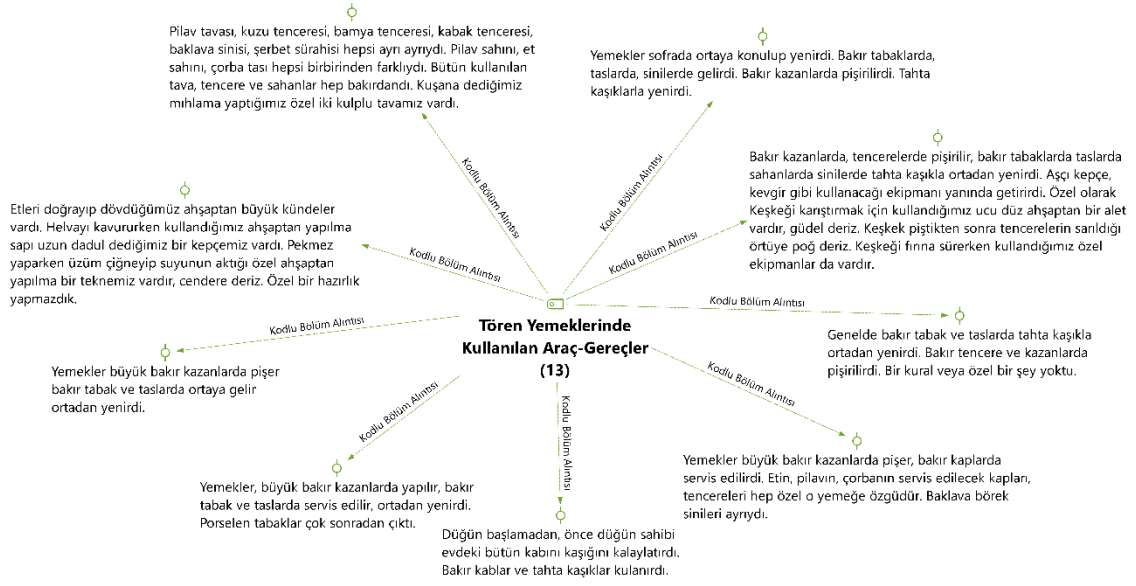 Pilav tavası, kuzu tenceresi, bamya tenceresi, kabak tenceresi,
baklava sinisi, şerbet sürahisi hepsi ayrı ayrıydı. Pilav sahını, et
sahını, çorba tası hepsi birbirinden farklıydı. Bütün kullanılan
tava, tencere ve sahanlar hep bakırdandı. Kuşana dediğimiz
mıhlama yaptığımız özel iki kulplu tavamız vardı.
Kodlu Bölüm Alıntısı
Yemekler sofrada ortaya konulup yenirdi. Bakır tabaklarda,
taslarda, sinilerde gelirdi. Bakır kazanlarda pişirilirdi. Tahta
kaşıklarla yenirdi.
Kodlu Bölüm Alıntısı
Bakır kazanlarda, tencerelerde pişirilir, bakır tabaklarda taslarda
sahanlarda sinilerde tahta kaşıkla ortadan yenirdi. Aşçı kepçe,
kevgir gibi kullanacağı ekipmanı yanında getirirdi. Özel olarak
Keşkeği karıştırmak için kullandığımız ucu düz ahşaptan bir alet
vardır, güdel deriz. Keşkek piştikten sonra tencerelerin sarıldığı
örtüye poğ deriz. Keşkeği fırına sürerken kullandığımız özel
ekipmanlar da vardır.
Kodlu Bölüm Alıntısı
Etleri doğrayıp dövdüğümüz ahşaptan büyük kündeler
vardı. Helvayı kavururken kullandığımız ahşaptan yapılma
sapı uzun dadul dediğimiz bir kepçemiz vardı. Pekmez
yaparken üzüm çiğneyip suyunun aktığı özel ahşaptan
yapılma bir teknemiz vardır, cendere deriz. Özel bir hazırlık
yapmazdık.
Kodlu Bölüm Alıntısı
Tören Yemeklerinde
Kullanılan Araç-Gereçler
(13)
Kodlu Bölüm Alıntısı
Genelde bakır tabak ve taslarda tahta kaşıkla
ortadan yenirdi. Bakır tencere ve kazanlarda
pişirilirdi. Bir kural veya özel bir şey yoktu.
Kodlu Bölüm Alıntısı
Yemekler büyük bakır kazanlarda pişer
bakır tabak ve taslarda ortaya gelir
ortadan yenirdi.
Kodlu Bölüm Alıntısı
Yemekler büyük bakır kazanlarda pişer, bakır kaplarda
servis edilirdi. Etin, pilavın, çorbanın servis edilecek kapları,
tencereleri hep özel o yemeğe özgüdür. Baklava börek
sinileri ayrıydı.
Kodlu Bölüm Alıntısı
Yemekler, büyük bakır kazanlarda yapılır, bakır
tabak ve taslarda servis edilir, ortadan yenirdi.
Porselen tabaklar çok sonradan çıktı.
Kodlu Bölüm Alıntısı
Düğün başlamadan, önce düğün sahibi
evdeki bütün kabını kaşığını kalaylatırdı.
Bakır kablar ve tahta kaşıklar kulanırdı.